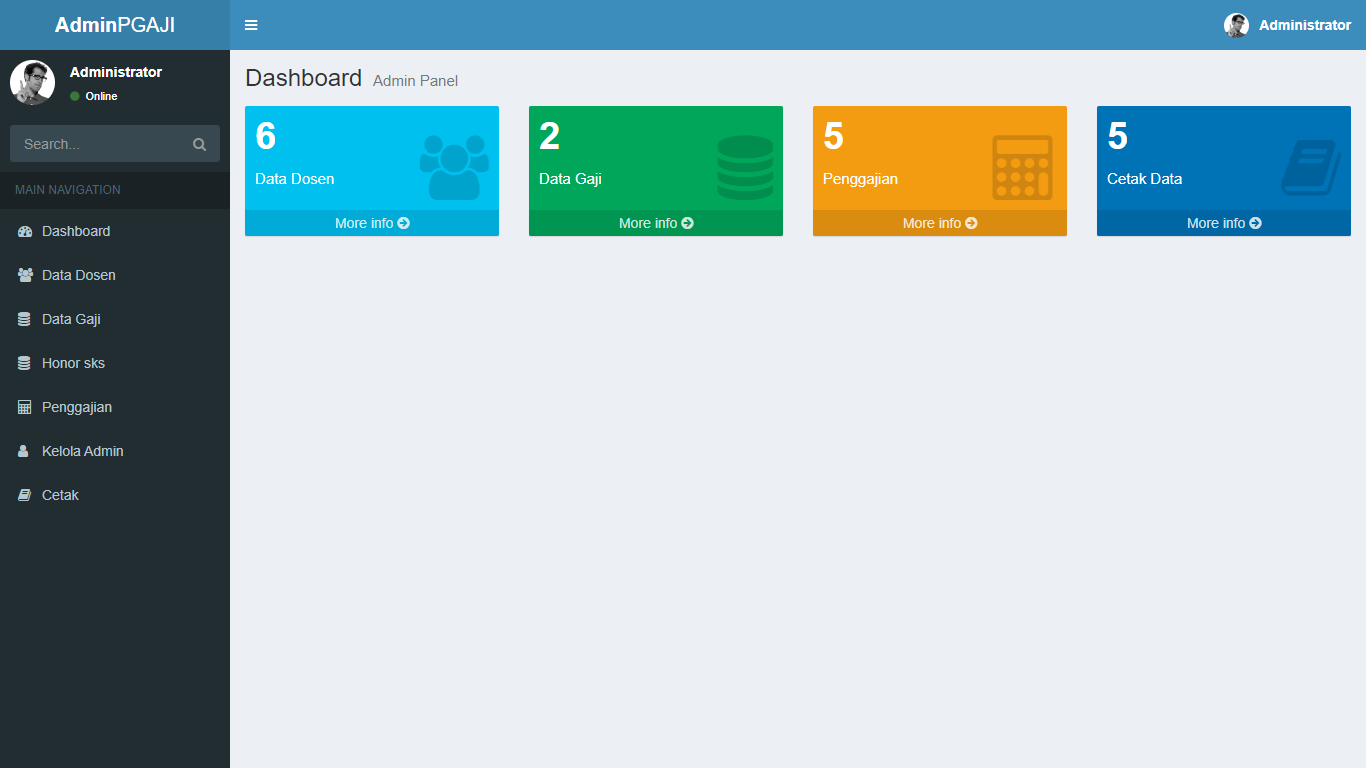 AdminPGAJI
Administrator
Administrator
Online
Search...
MAIN NAVIGATION
Dashboard
Data Dosen
Data Gaji
Honor sks
Penggajian
Kelola Admin
Cetak
Dashboard Admin Panel
6
Data Dosen
More info
2
Data Gaji
More info
5
Penggajian
More info
5
Cetak Data
More info